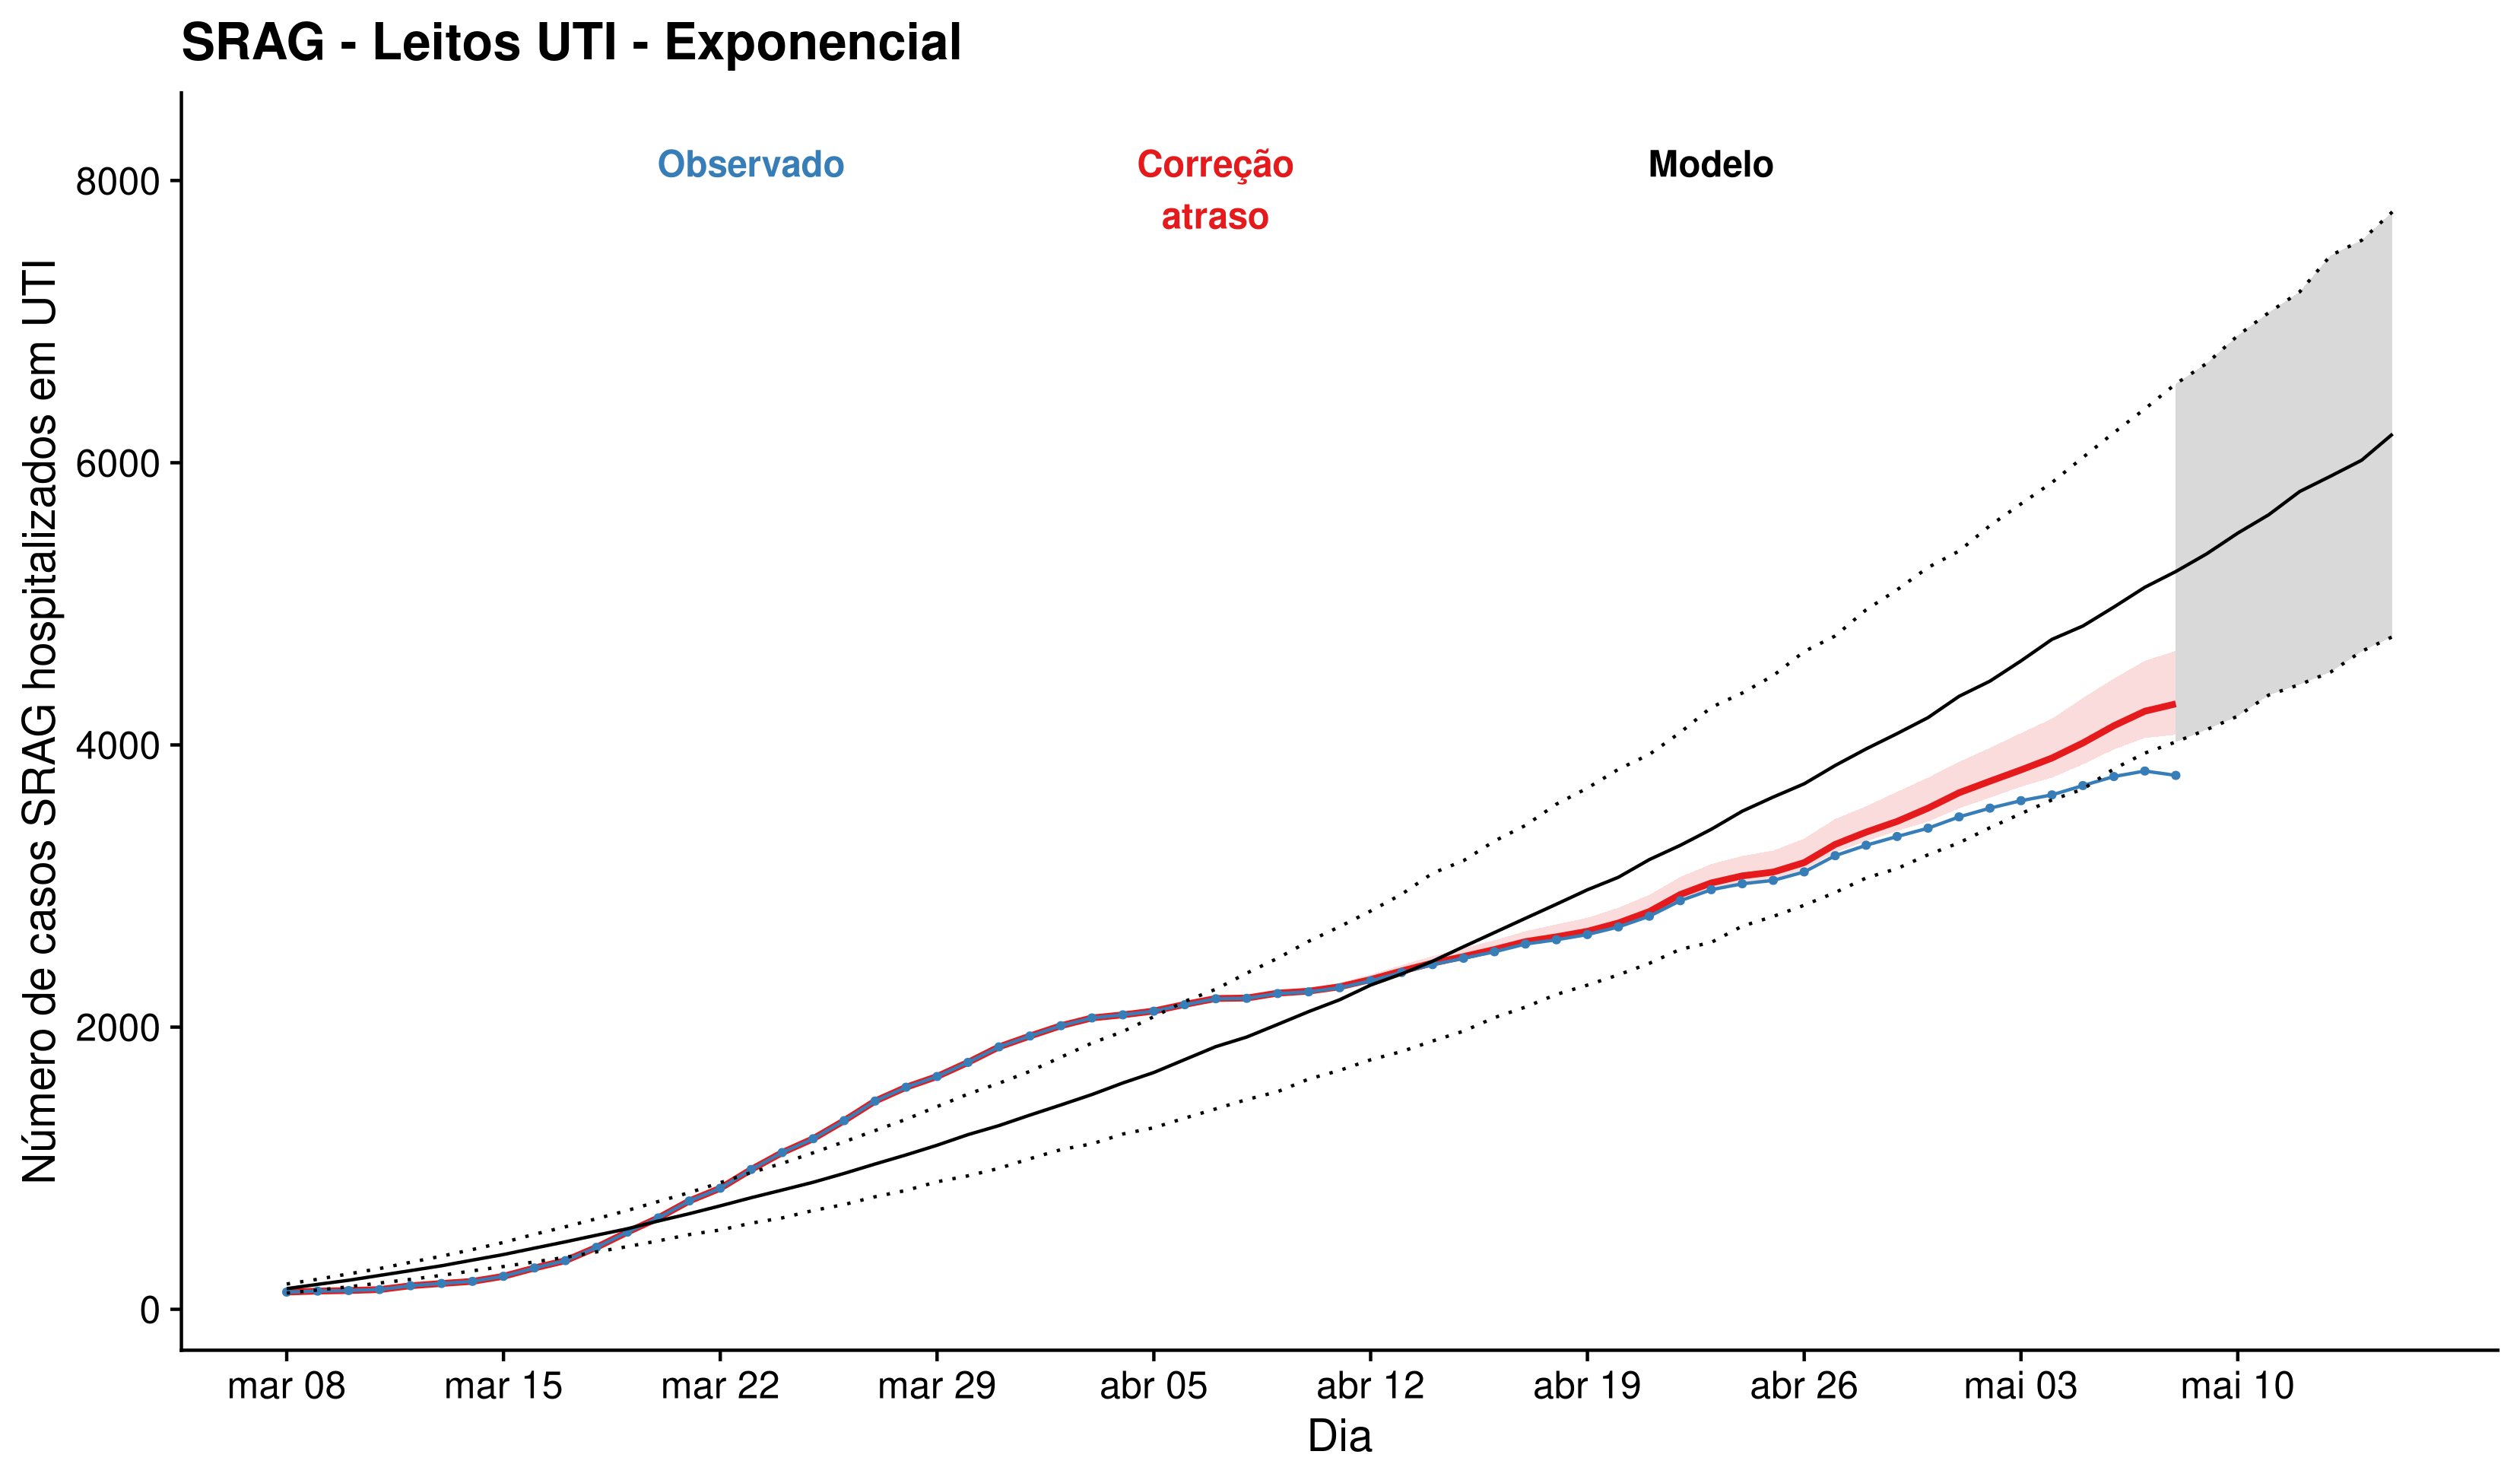 SRAG - Leitos UTI - Exponencial
Observado
Correção
atraso
Modelo
Número de casos SRAG hospitalizados em UTI
8000
6000
4000
2000
0
mar 08
mar 15
mar 22
mar 29
abr 05
abr 12
abr 19
abr 26
mai 03
mai 10
Dia